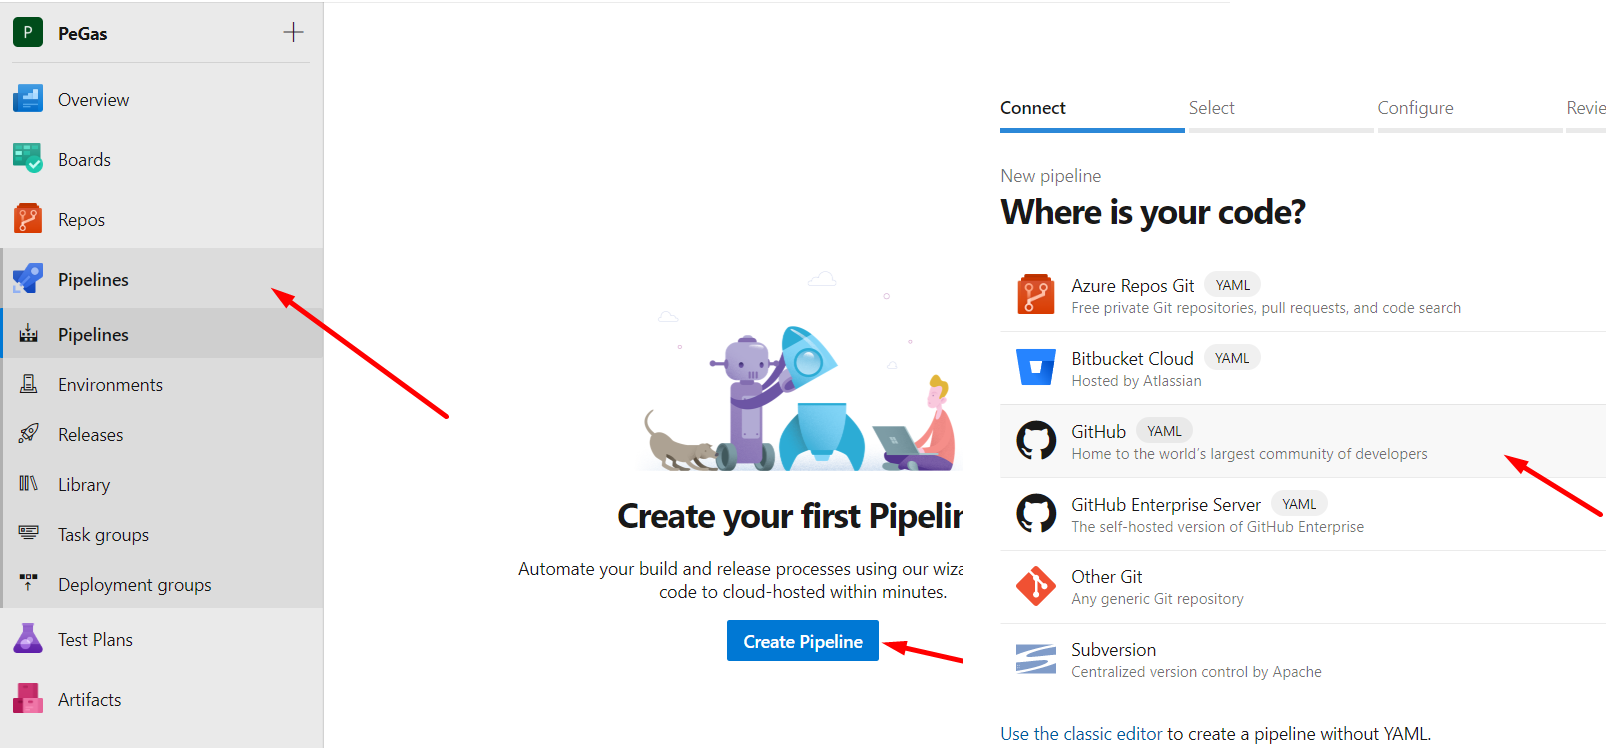 P PeGas
Overview
Boards
Repos
Pipelines
Pipelines
Environments
Releases
Library
Task groups
Deployment groups
Test Plans
Artifacts
Create your first Pipelin
Automate your build and release processes using our wiza
code to cloud-hosted within minutes.
Create Pipeline
Connect Select Configure Revie
New pipeline
Where is your code?
Azure Repos Git YAML
Free private Git repositories, pull requests, and code search
Bitbucket Cloud YAML
Hosted by Atlassian
GitHub YAML
Home to the world's largest community of developers
GitHub Enterprise Server YAML
The self-hosted version of GitHub Enterprise
Other Git
Any generic Git repository
Subversion
Centralized version control by Apache
Use the classic editor to create a pipeline without YAML.